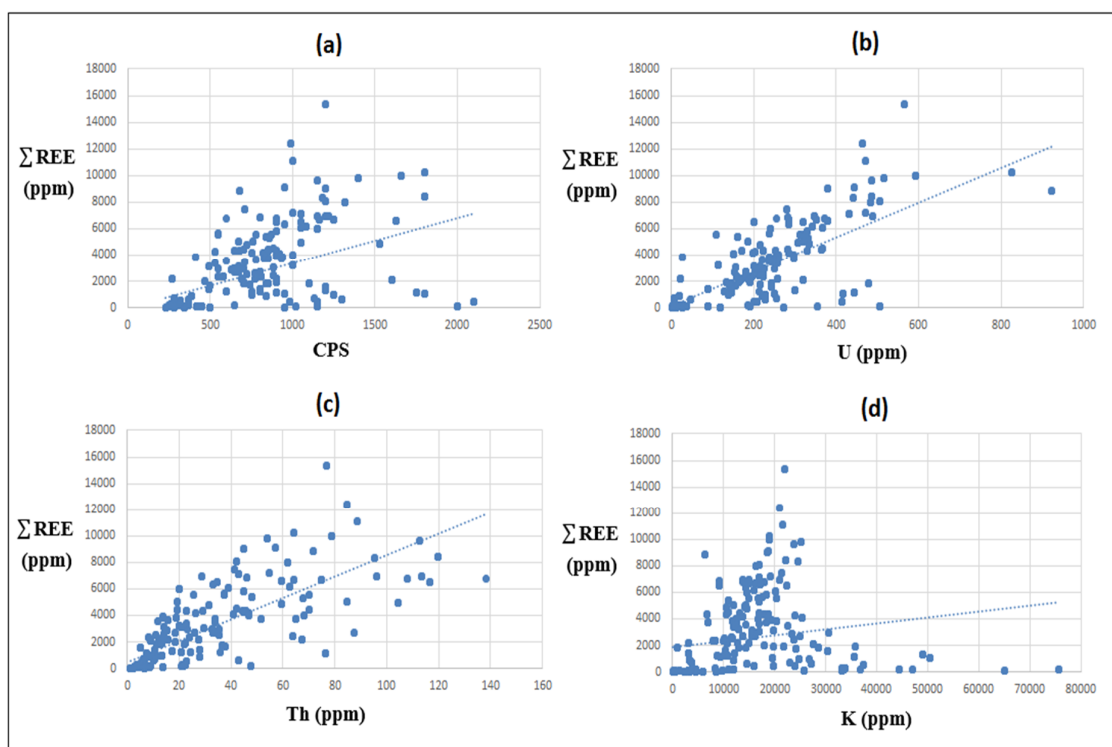 (a)
18000
16000
14000
12000
10000
8000
6000
4000
2000
0
∑ REE
(ppm)
0 500 1000 1500 2000 2500
CPS
(b)
18000
16000
14000
12000
10000
8000
6000
4000
2000
0
∑ REE
(ppm)
0 200 400 600 800 1000
U (ppm)
(c)
18000
16000
14000
12000
10000
8000
6000
4000
2000
0
∑ REE
(ppm)
0 20 40 60 80 100 120 140 160
Th (ppm)
(d)
18000
16000
14000
12000
10000
8000
6000
4000
2000
0
∑ REE
(ppm)
0 10000 20000 30000 40000 50000 60000 70000 80000
K (ppm)